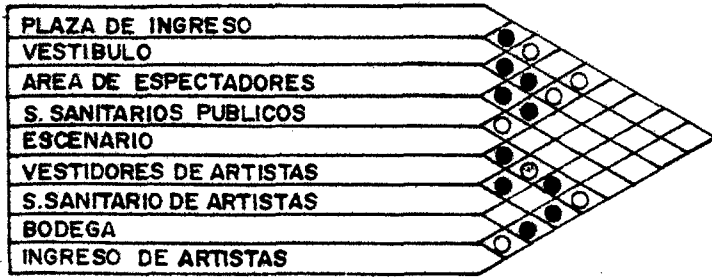 PLAZA DE INGRESO
VESTIBULO
AREA DE ESPECTADORES
S. SANITARIOS PUBLICOS
ESCENARIO
VESTIDORES DE ARTISTAS
S.SANITARIO DE ARTISTAS
BODEGA
INGRESO DE ARTISTAS